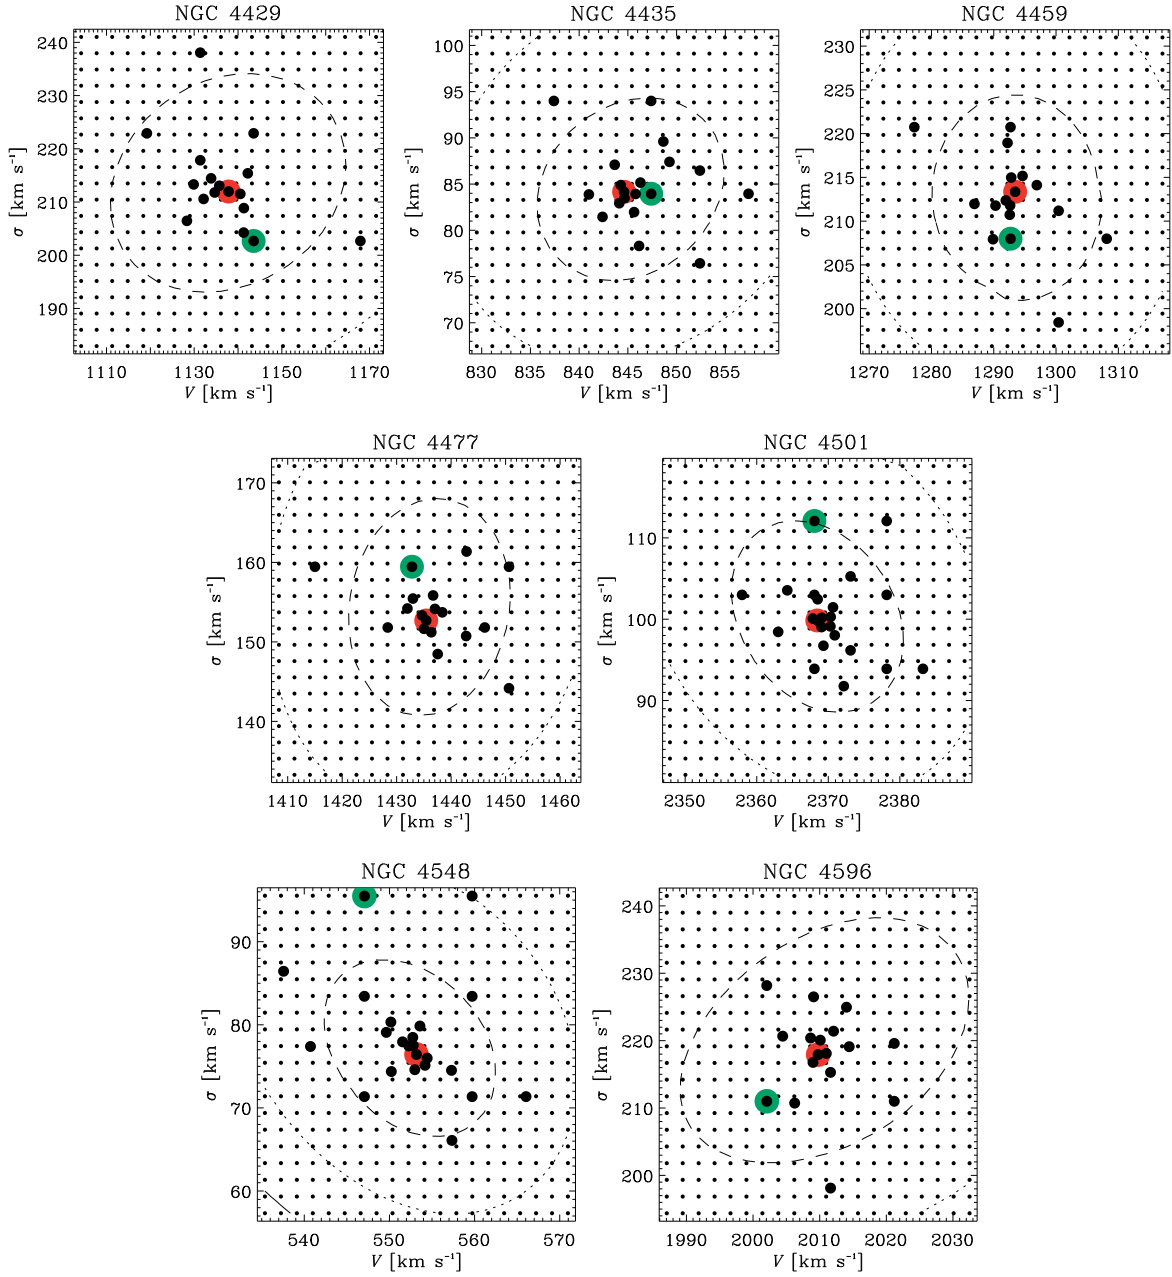 NGC 4429
NGC 4435
NGC 4459
240
230
220
210
200
190
σ [km s⁻¹]
1110 1130 1150 1170
V [km s⁻¹]
100
95
90
85
80
75
70
σ [km s⁻¹]
830 835 840 845 850 855
V [km s⁻¹]
230
225
220
215
210
205
200
σ [km s⁻¹]
1270 1280 1290 1300 1310
V [km s⁻¹]
NGC 4477
NGC 4501
170
160
150
140
σ [km s⁻¹]
1410 1420 1430 1440 1450 1460
V [km s⁻¹]
110
100
90
σ [km s⁻¹]
2350 2360 2370 2380
V [km s⁻¹]
NGC 4548
NGC 4596
90
80
70
60
σ [km s⁻¹]
540 550 560 570
V [km s⁻¹]
240
230
220
210
200
σ [km s⁻¹]
1990 2000 2010 2020 2030
V [km s⁻¹]